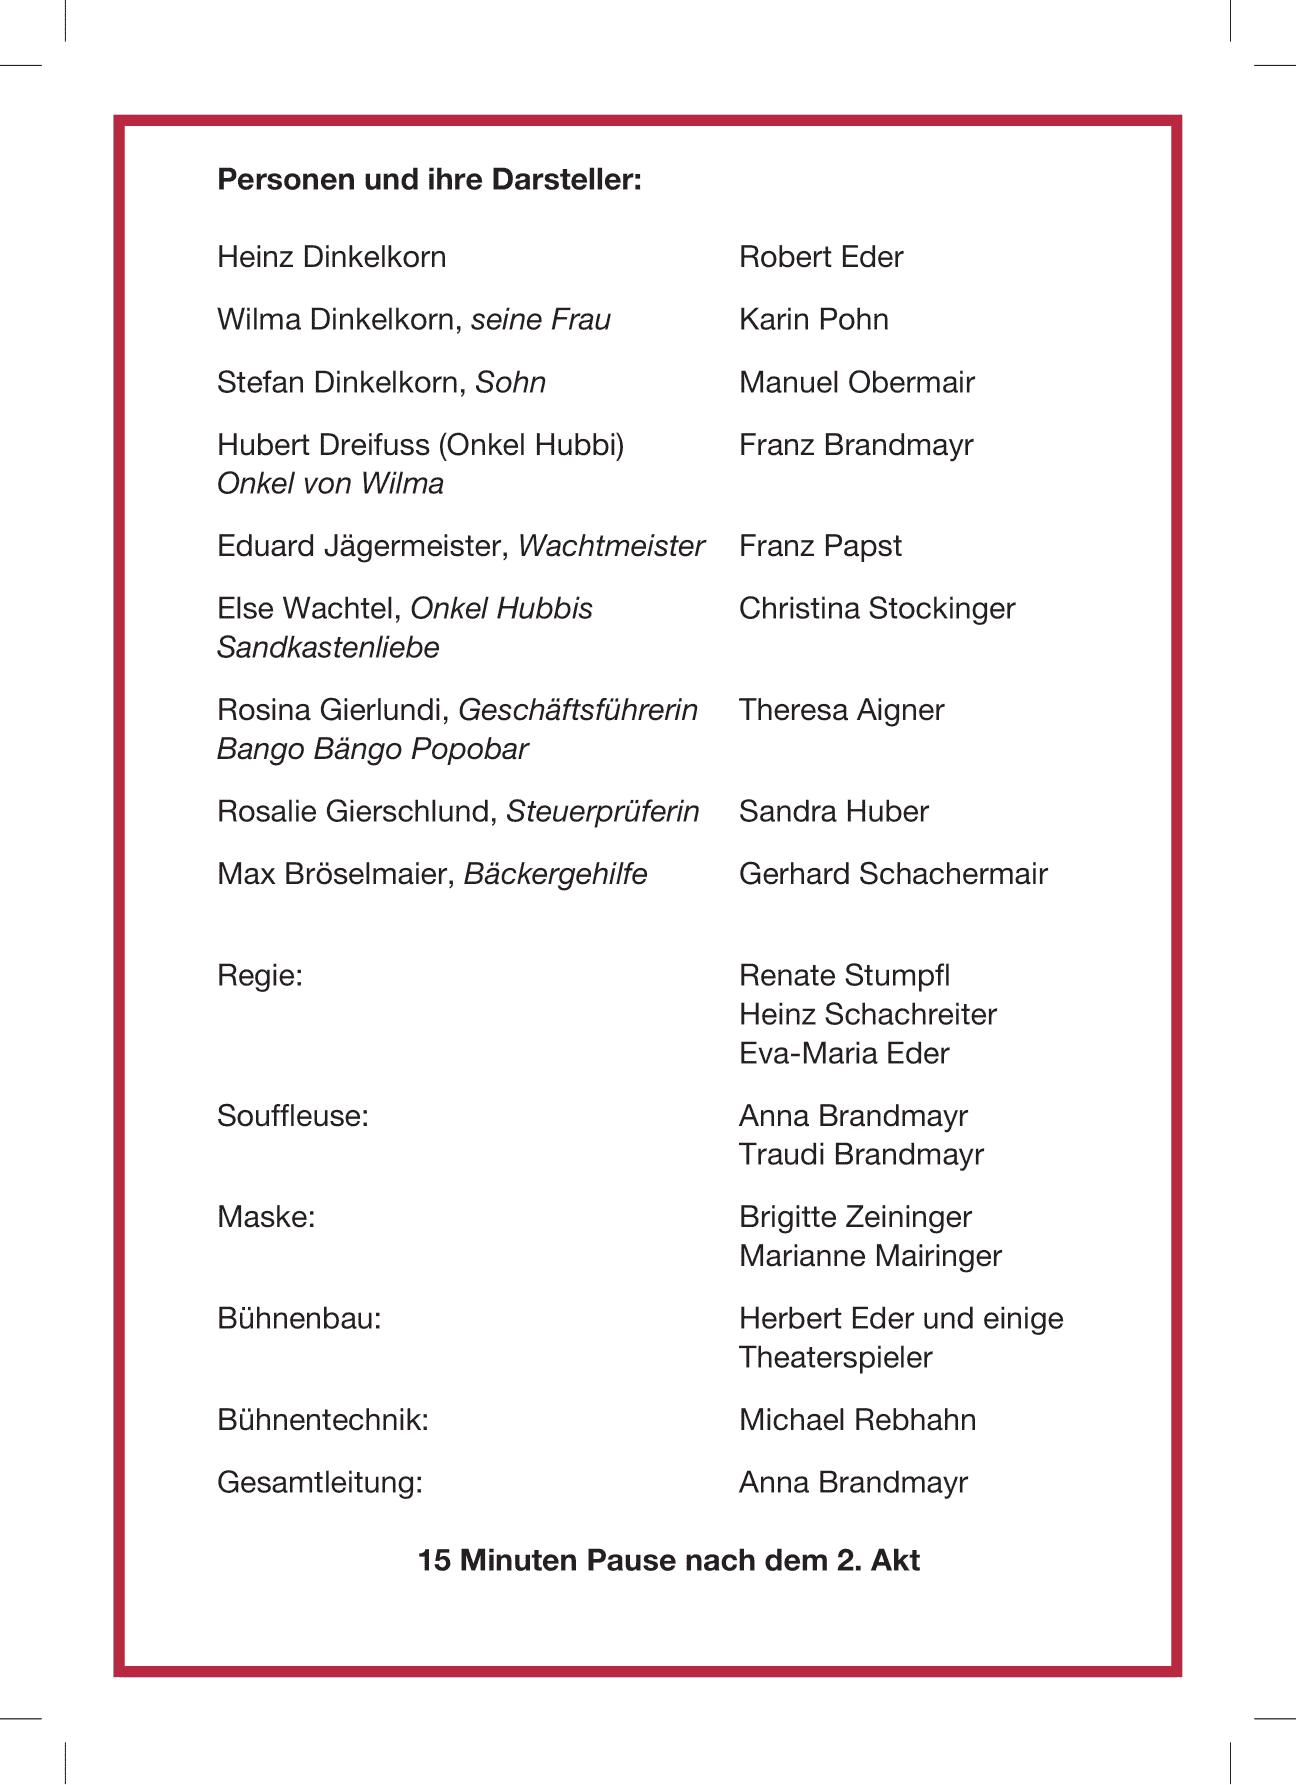 Personen und ihre Darsteller:
Heinz Dinkelkorn Robert Eder
Wilma Dinkelkorn, seine Frau Karin Pohn
Stefan Dinkelkorn, Sohn Manuel Obermair
Hubert Dreifuss (Onkel Hubbi) Franz Brandmayr
Onkel von Wilma
Eduard Jägermeister, Wachtmeister Franz Papst
Else Wachtel, Onkel Hubbis Christina Stockinger
Sandkastenliebe
Rosina Gierlundi, Geschäftsführerin Theresa Aigner
Bango Bängo Popobar
Rosalie Gierschlund, Steuerprüferin Sandra Huber
Max Bröselmaier, Bäckergehilfe Gerhard Schachermair
Regie: Renate Stumpfl
Heinz Schachreiter
Eva-Maria Eder
Souffleuse: Anna Brandmayr
Traudi Brandmayr
Maske: Brigitte Zeininger
Marianne Mairinger
Bühnenbau: Herbert Eder und einige
Theaterspieler
Bühnentechnik: Michael Rebhahn
Gesamtleitung: Anna Brandmayr
15 Minuten Pause nach dem 2. Akt